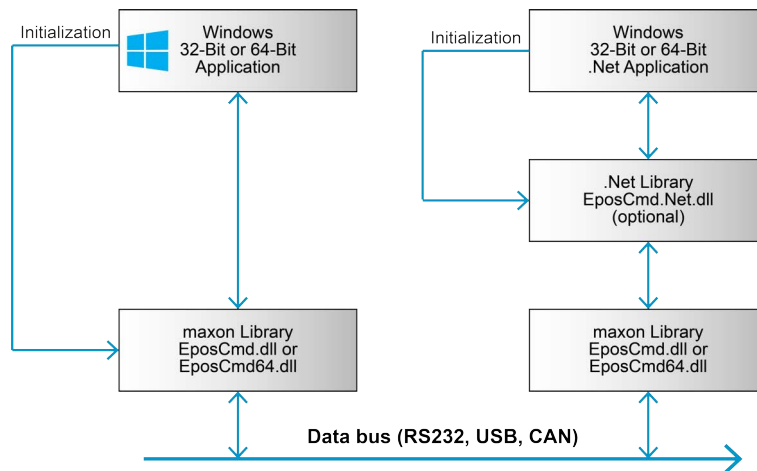 Initialization
Windows
32-Bit or 64-Bit
Application
Initialization
Windows
32-Bit or 64-Bit
.Net Application
.Net Library
EposCmd.Net.dll
(optional)
maxon Library
EposCmd.dll or
EposCmd64.dll
maxon Library
EposCmd.dll or
EposCmd64.dll
Data bus (RS232, USB, CAN)